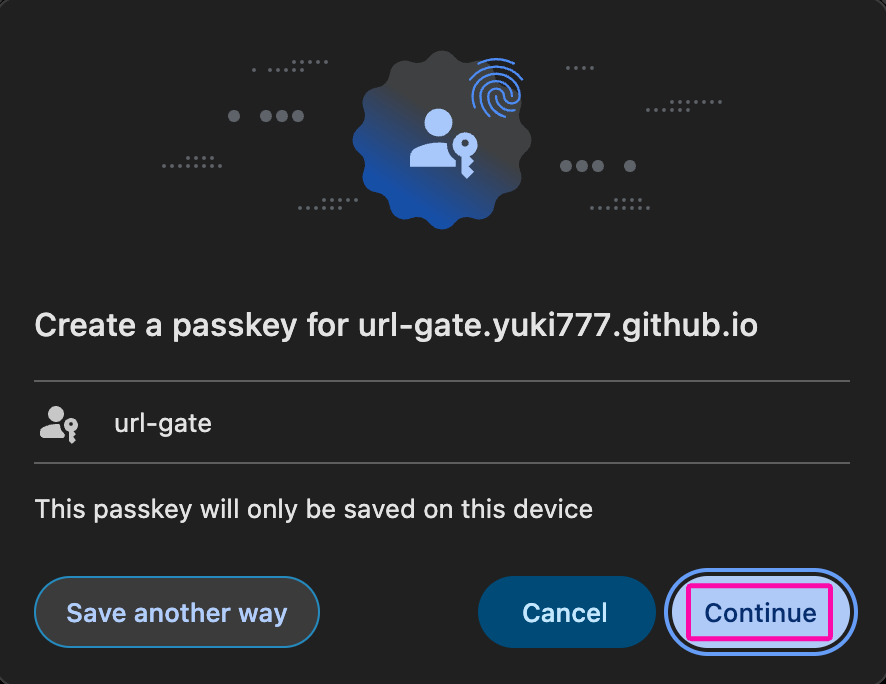 Create a passkey for url-gate.yuki777.github.io
url-gate
This passkey will only be saved on this device
Save another way
Cancel
Continue